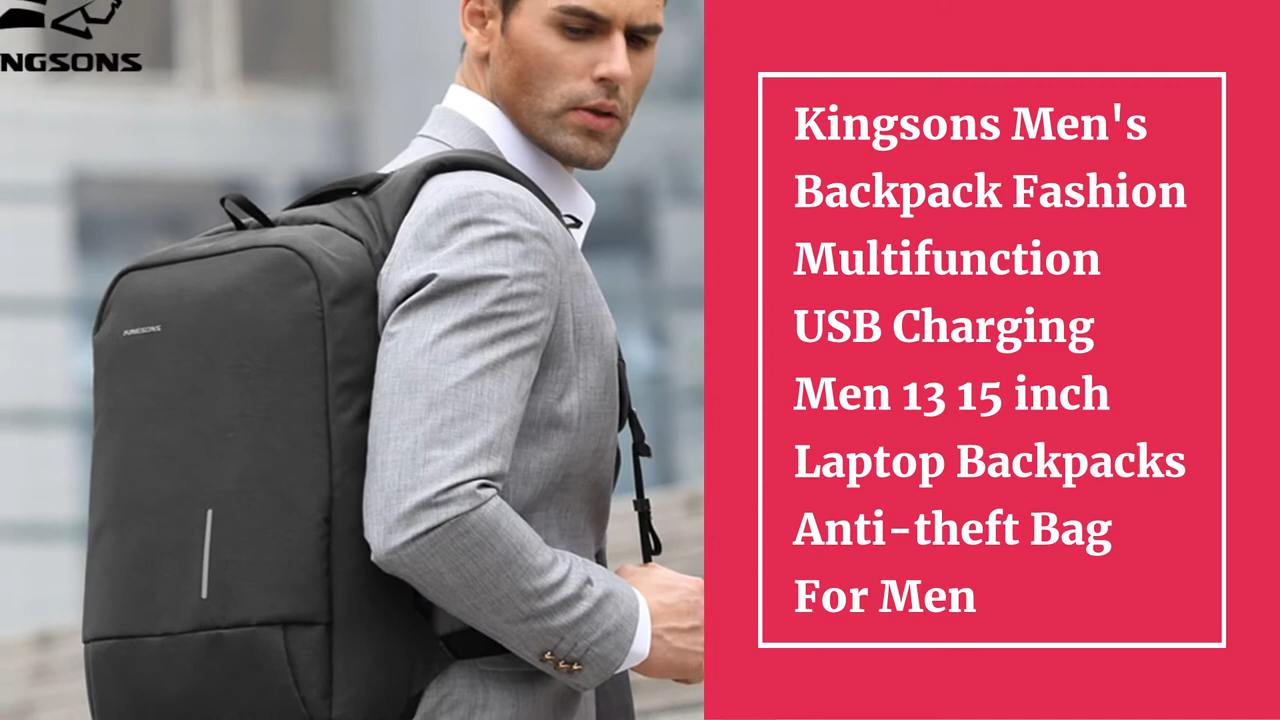 NGSONS
KINGSONS
Kingsons Men's
Backpack Fashion
Multifunction
USB Charging
Men 13 15 inch
Laptop Backpacks
Anti-theft Bag
For Men